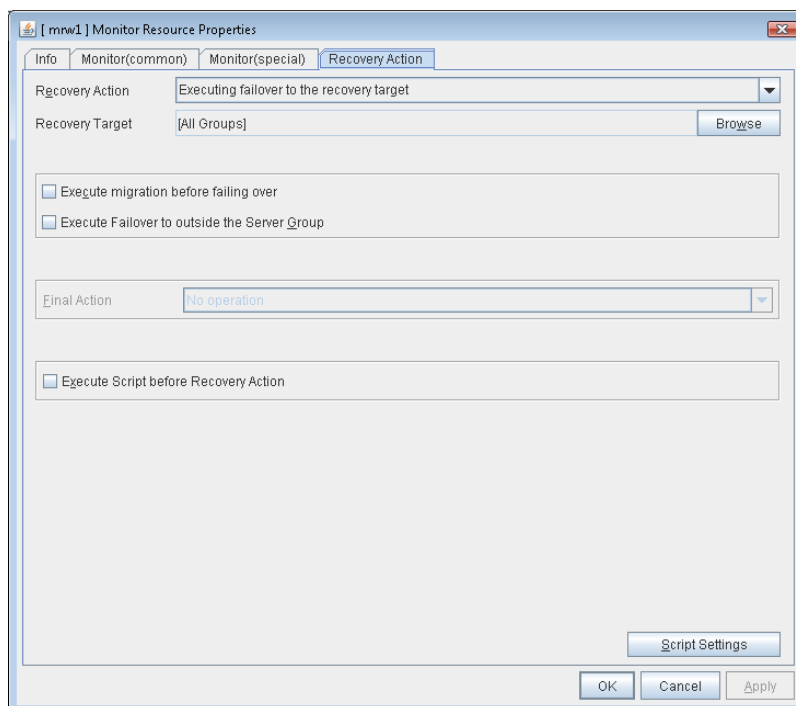 [ mrw1 ] Monitor Resource Properties
Info Monitor(common) Monitor(special) Recovery Action
Recovery Action Executing failover to the recovery target
Recovery Target [All Groups] Browse
Execute migration before failing over
Execute Failover to outside the Server Group
Final Action No operation
Execute Script before Recovery Action
Script Settings
OK Cancel Apply